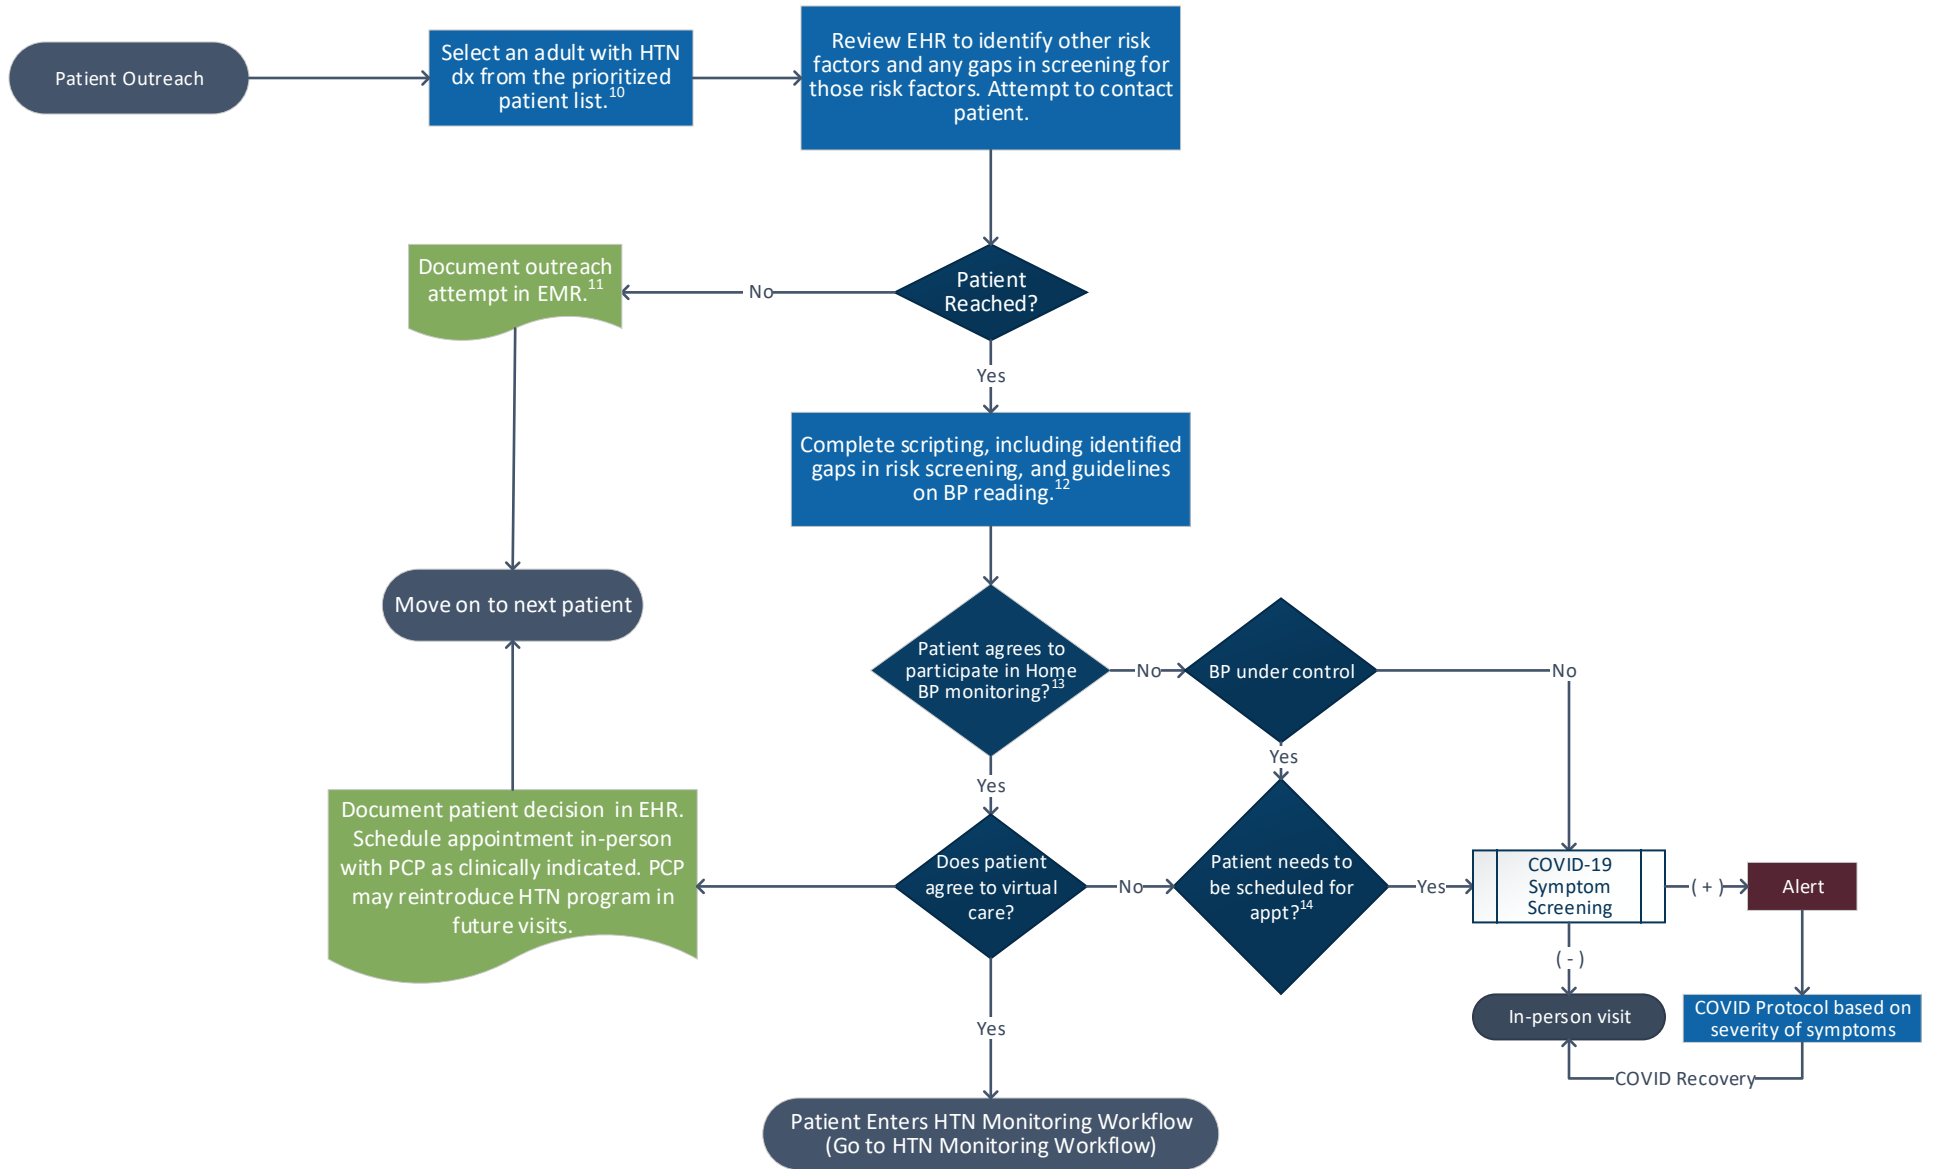 Patient Outreach
Select an adult with HTN
dx from the prioritized
patient list.10
Review EHR to identify other risk
factors and any gaps in screening for
those risk factors. Attempt to contact
patient.
Document outreach
attempt in EMR.11
No
Patient
Reached?
Yes
Complete scripting, including identified
gaps in risk screening, and guidelines
on BP reading.12
Move on to next patient
Patient agrees to
participate in Home
BP monitoring?13
No
BP under control
No
Yes
Yes
Document patient decision in EHR.
Schedule appointment in-person
with PCP as clinically indicated. PCP
may reintroduce HTN program in
future visits.
Does patient
agree to virtual
care?
No
Patient needs to
be scheduled for
appt?14
Yes
COVID-19
Symptom
Screening
( + )
Alert
( - )
In-person visit
COVID Protocol based on
severity of symptoms
COVID Recovery
Yes
Patient Enters HTN Monitoring Workflow
(Go to HTN Monitoring Workflow)